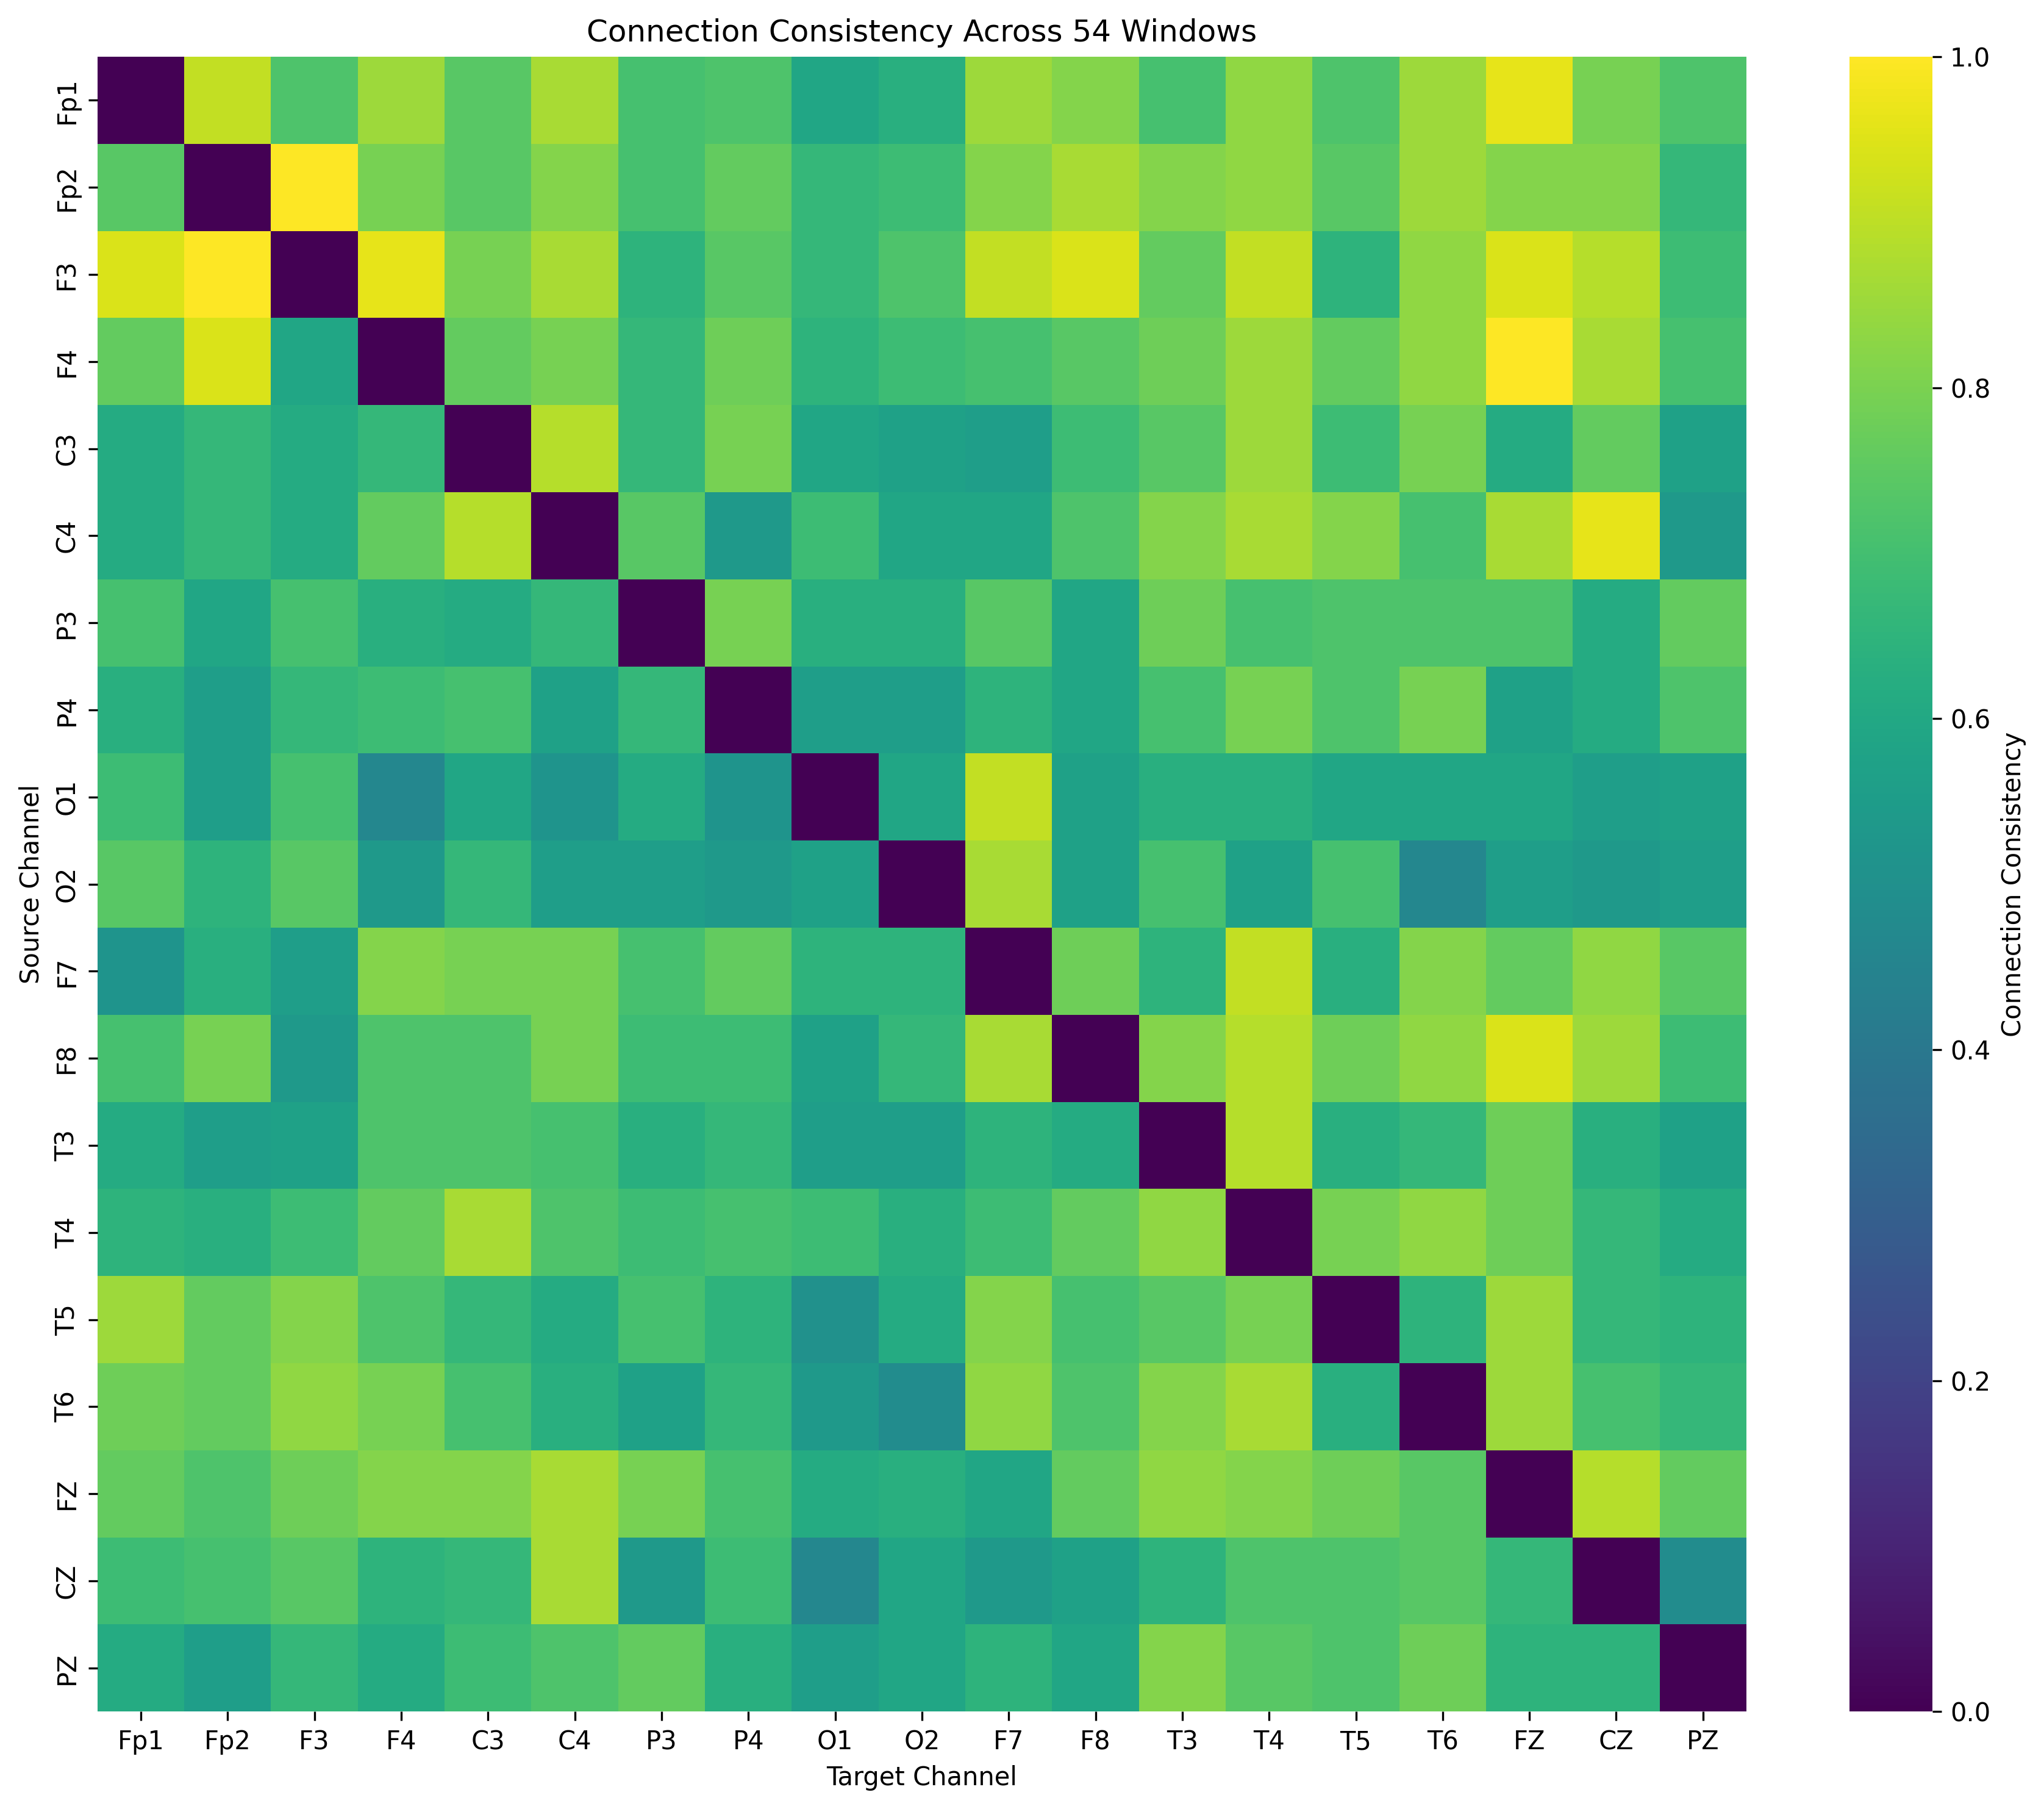 Connection Consistency Across 54 Windows
Fp1
Fp2
F3
F4
C3
C4
P3
P4
O1
O2
F7
F8
T3
T4
T5
T6
FZ
CZ
PZ
Source Channel
Fp1 Fp2 F3 F4 C3 C4 P3 P4 O1 O2 F7 F8 T3 T4 T5 T6 FZ CZ PZ
Target Channel
1.0
0.8
0.6
0.4
0.2
0.0
Connection Consistency